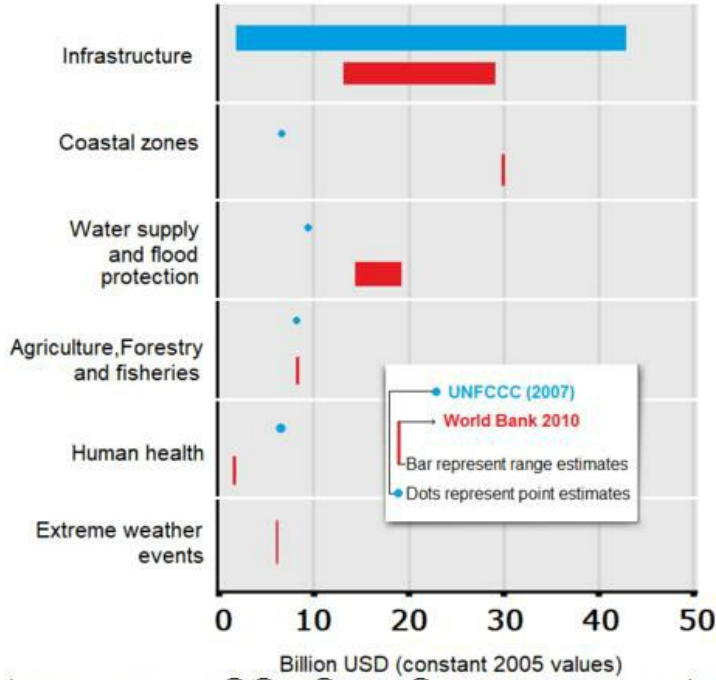 Infrastructure
Coastal zones
Water supply
and flood
protection
Agriculture,Forestry
and fisheries
Human health
Extreme weather
events
UNFCCC (2007)
World Bank 2010
Bar represent range estimates
Dots represent point estimates
0 10 20 30 40 50
Billion USD (constant 2005 values)